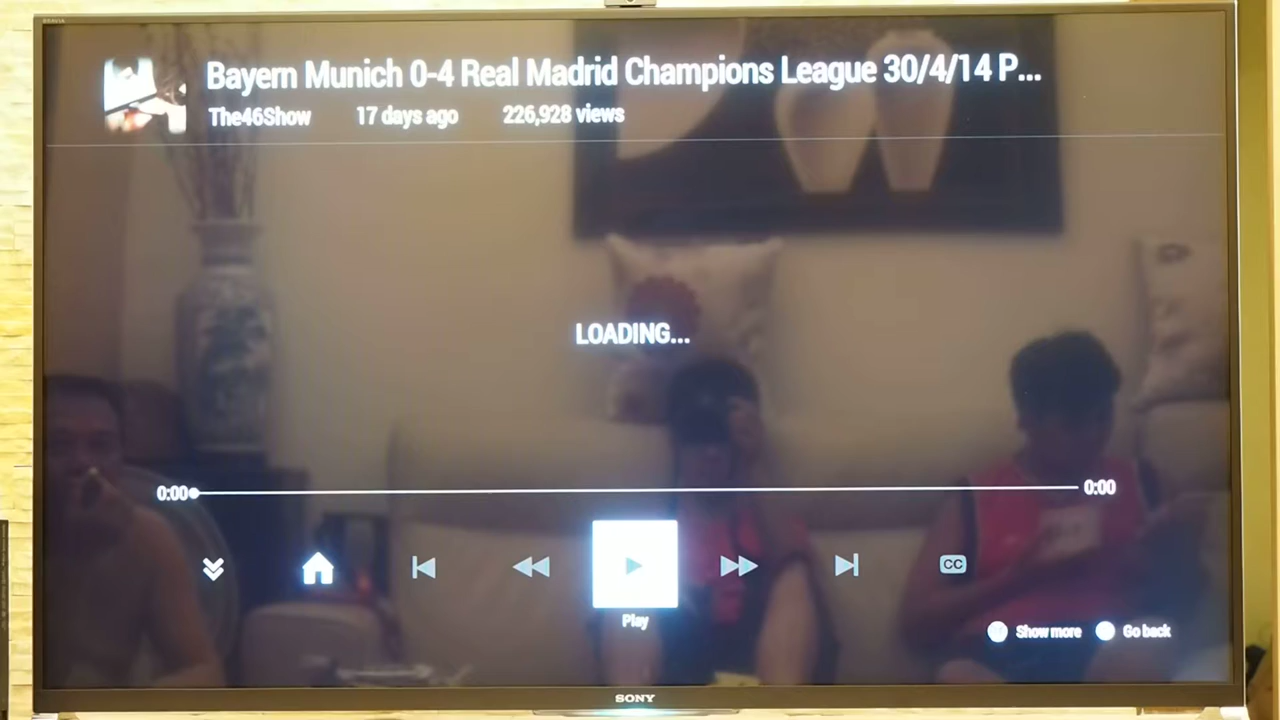 BRAVIA
Bayern Munich 0-4 Real Madrid Champions League 30/4/14 P...
The46Show 17 days ago 226,928 views
LOADING...
0:00 0:00
CC
Play
Show more Go back
SONY